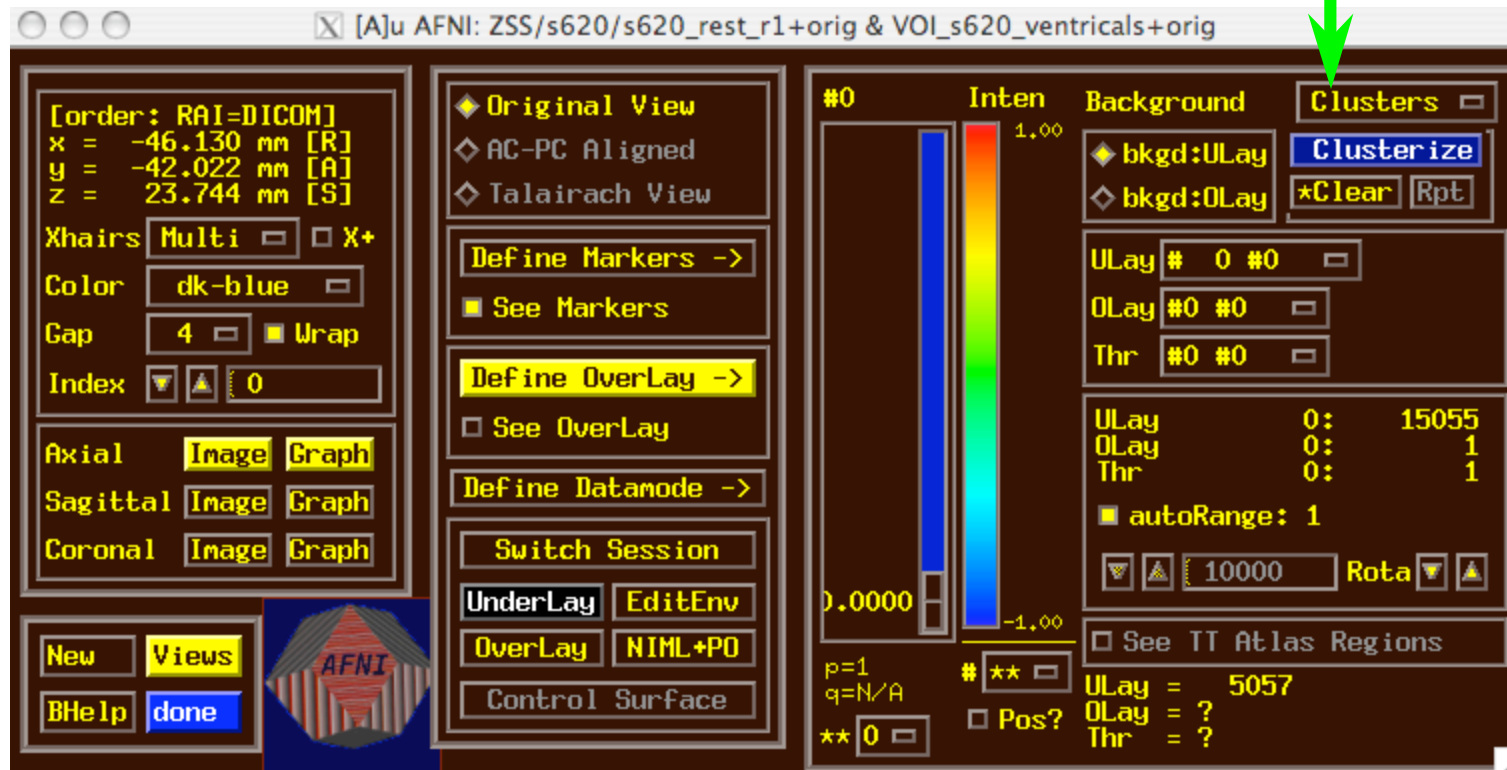 [A]u AFNI: ZSS/s620/s620_rest_r1+orig & VOI_s620_ventricals+orig
[order: RAI=DICOM]
x = -46.130 mm [R]
y = -42.022 mm [A]
z = 23.744 mm [S]
Xhairs Multi X+
Color dk-blue
Gap 4 Wrap
Index 0
Axial Image Graph
Sagittal Image Graph
Coronal Image Graph
New Views
BHelp done
AFNI
Original View
AC-PC Aligned
Talairach View
Define Markers ->
See Markers
Define OverLay ->
See OverLay
Define Datamode ->
Switch Session
UnderLay EditEnv
OverLay NIML+PO
Control Surface
#0 Inten
1.00
0.0000
-1.00
p=1
q=N/A
# **
** 0
Pos?
Background Clusters
bkgd:ULay Clusterize
bkgd:OLay *Clear Rpt
ULay # 0 #0
OLay #0 #0
Thr #0 #0
ULay 0: 15055
OLay 0: 1
Thr 0: 1
autoRange: 1
10000 Rota
See TT Atlas Regions
ULay = 5057
OLay = ?
Thr = ?